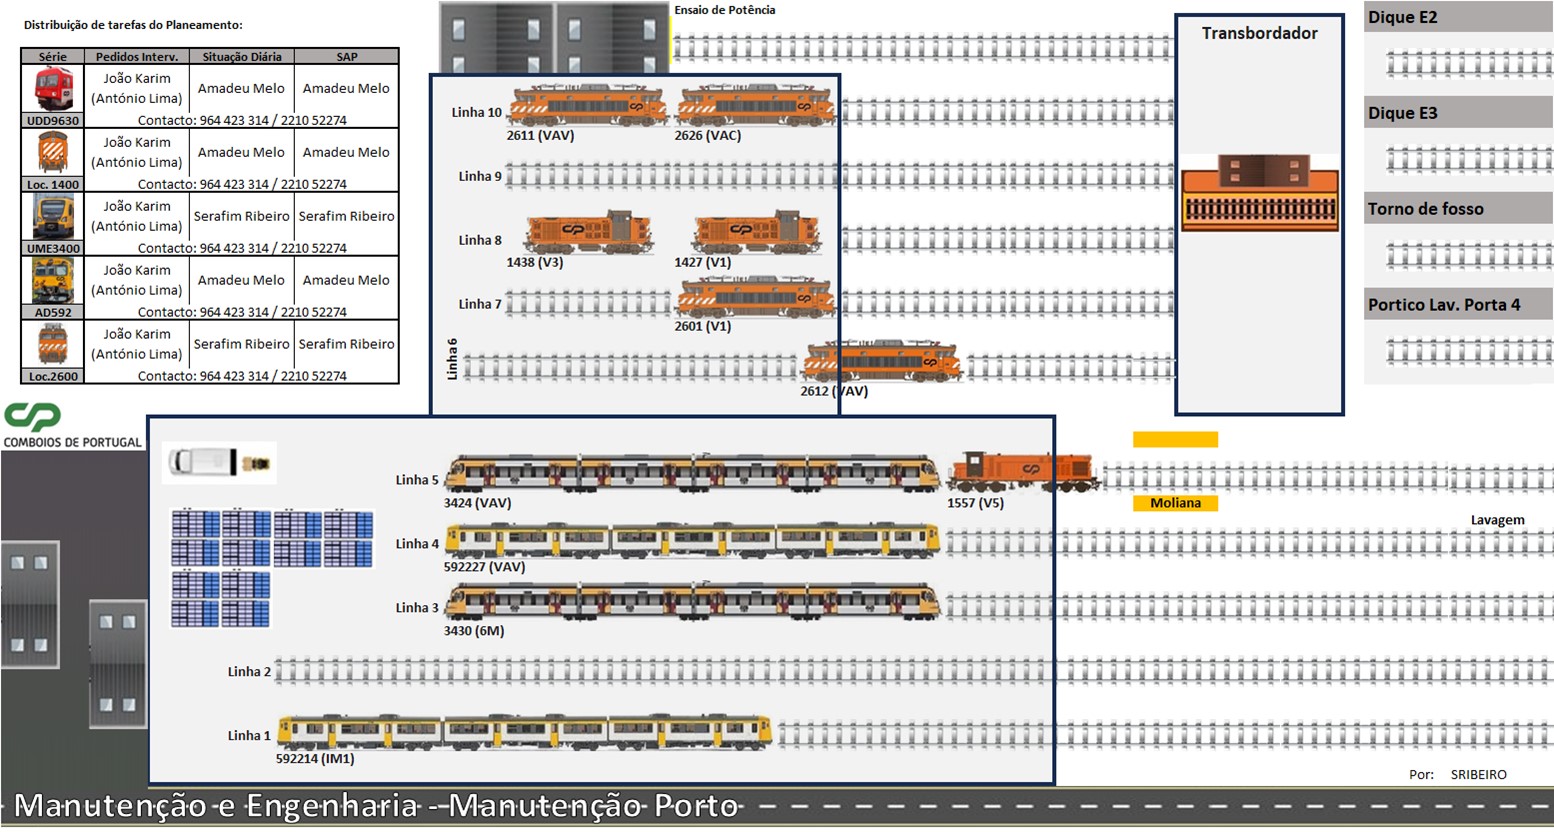 Distribuição de tarefas do Planeamento:
Série Pedidos Interv. Situação Diária SAP
João Karim
(António Lima) Amadeu Melo Amadeu Melo
UDD9630 Contacto: 964 423 314 / 2210 52274
João Karim
(António Lima) Amadeu Melo Amadeu Melo
Loc. 1400 Contacto: 964 423 314 / 2210 52274
João Karim
(António Lima) Serafim Ribeiro Serafim Ribeiro
UME3400 Contacto: 964 423 314 / 2210 52274
João Karim
(António Lima) Amadeu Melo Amadeu Melo
AD592 Contacto: 964 423 314 / 2210 52274
João Karim
(António Lima) Serafim Ribeiro Serafim Ribeiro
Loc.2600 Contacto: 964 423 314 / 2210 52274
CP
COMBOIOS DE PORTUGAL
Ensaio de Potência
Linha 10
2611 (VAV) 2626 (VAC)
Linha 9
Linha 8
1438 (V3) 1427 (V1)
Linha 7
2601 (V1)
Linha 6
2612 (VAV)
Transbordador
Dique E2
Dique E3
Torno de fosso
Portico Lav. Porta 4
Linha 5
3424 (VAV) 1557 (V5)
Moliana
Lavagem
Linha 4
592227 (VAV)
Linha 3
3430 (6M)
Linha 2
Linha 1
592214 (IM1)
Por: SRIBEIRO
Manutenção e Engenharia - Manutenção Porto